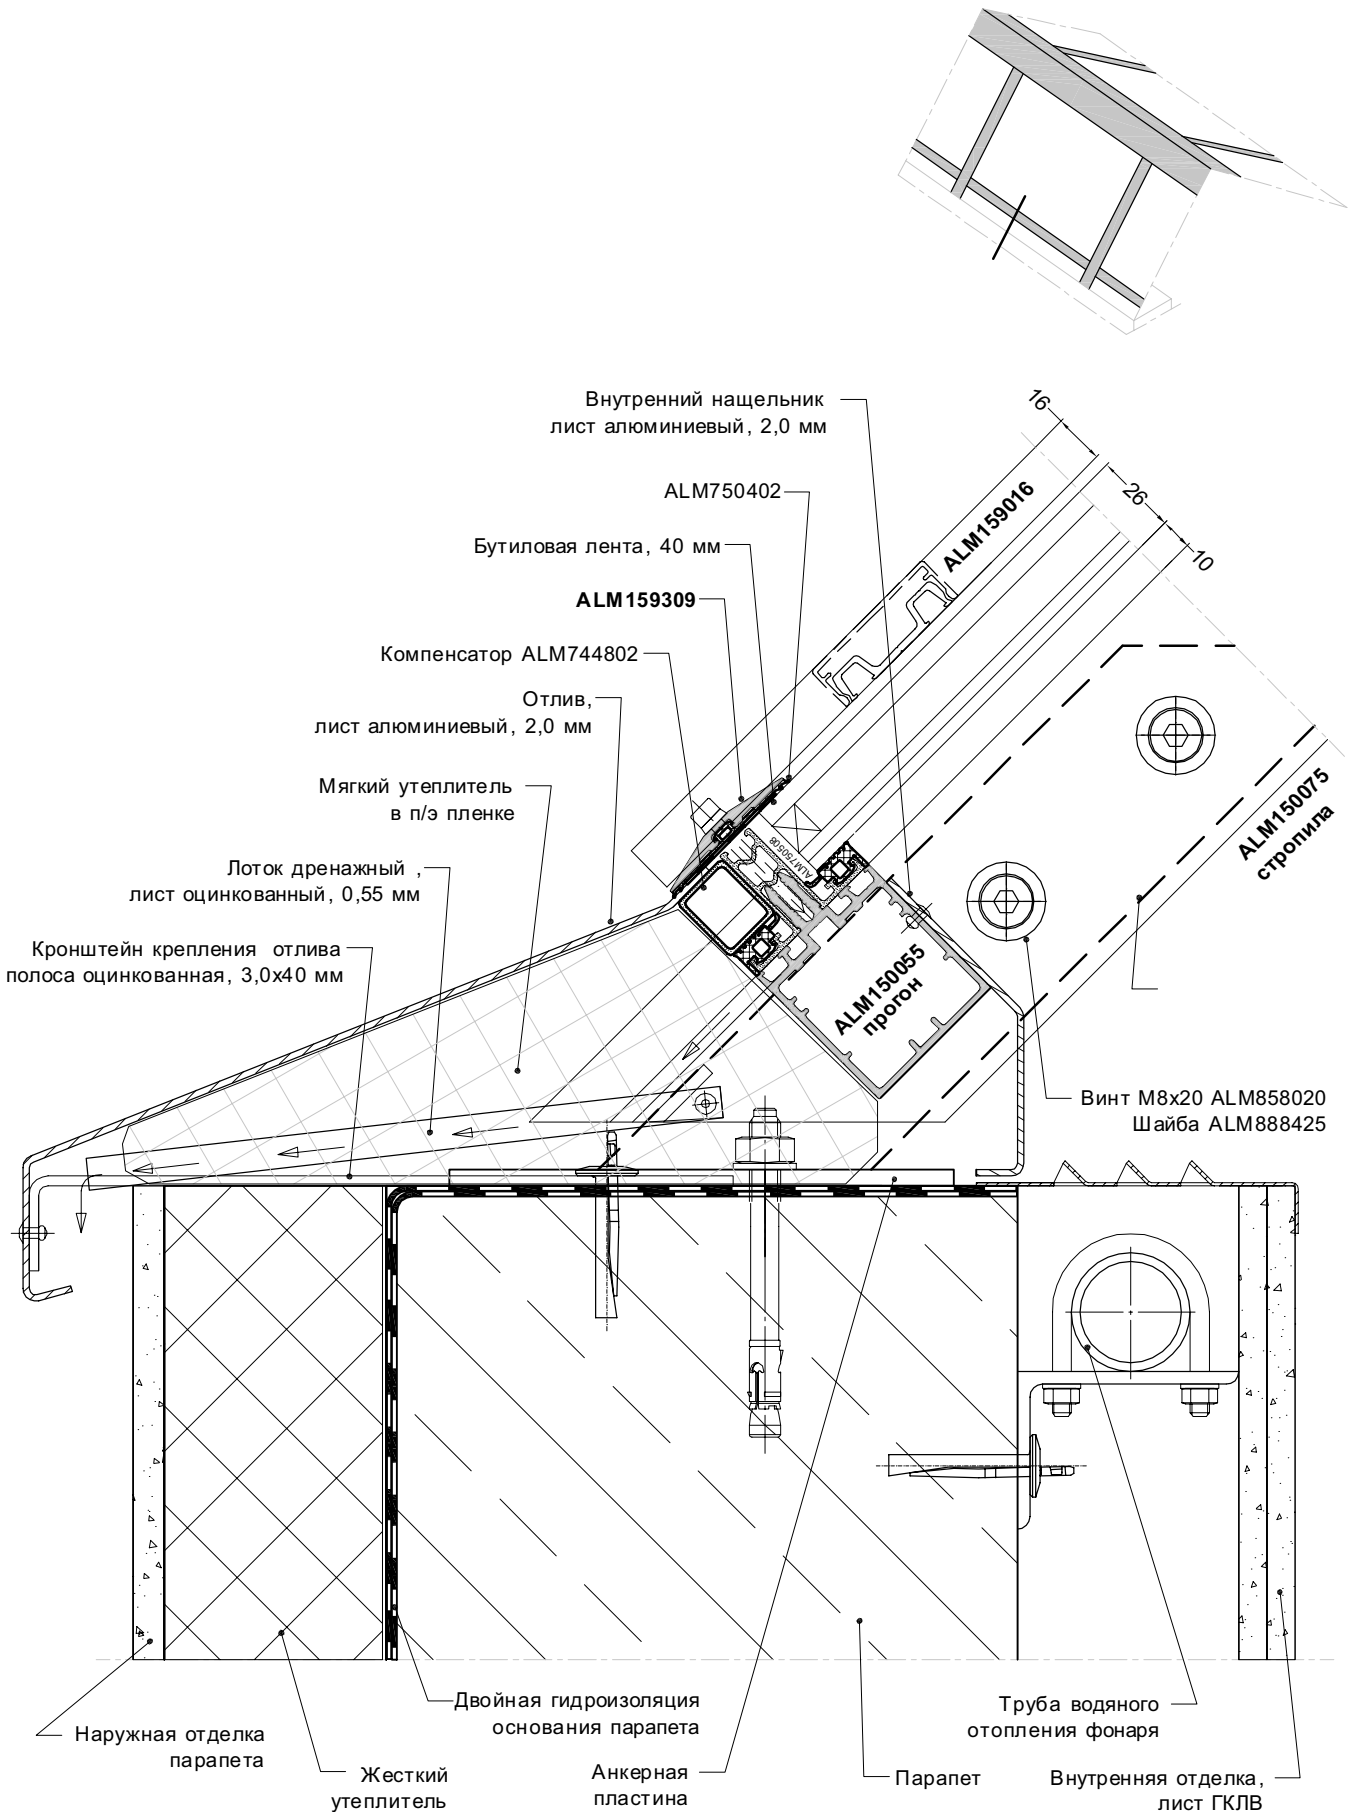 Внутренний нащельник
лист алюминиевый, 2,0 мм
16
26
10
ALM159016
ALM750402
Бутиловая лента, 40 мм
ALM159309
Компенсатор ALM744802
Отлив,
лист алюминиевый, 2,0 мм
Мягкий утеплитель
в п/э пленке
ALM150075
стропила
ALM750508
Лоток дренажный ,
лист оцинкованный, 0,55 мм
Кронштейн крепления отлива
полоса оцинкованная, 3,0x40 мм
ALM150055
прогон
Винт М8x20 ALM858020
Шайба ALM888425
Двойная гидроизоляция
основания парапета
Труба водяного
отопления фонаря
Наружная отделка
парапета
Жесткий
утеплитель
Анкерная
пластина
Парапет
Внутренняя отделка,
лист ГКЛВ